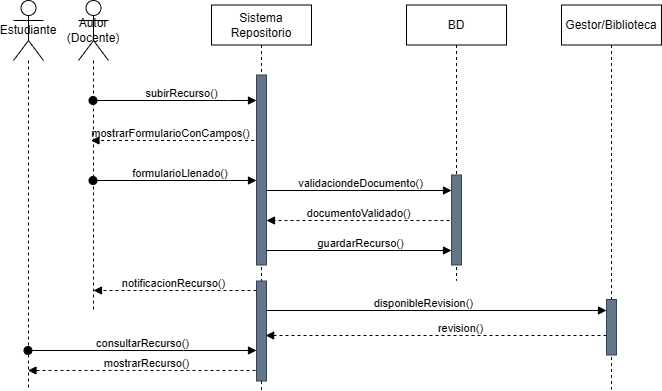 Estudiante
Autor
(Docente)
Sistema
Repositorio
BD
Gestor/Biblioteca
subirRecurso()
mostrarFormularioConCampos()
formularioLlenado()
validaciondeDocumento()
documentoValidado()
guardarRecurso()
notificacionRecurso()
disponibleRevision()
revision()
consultarRecurso()
mostrarRecurso()